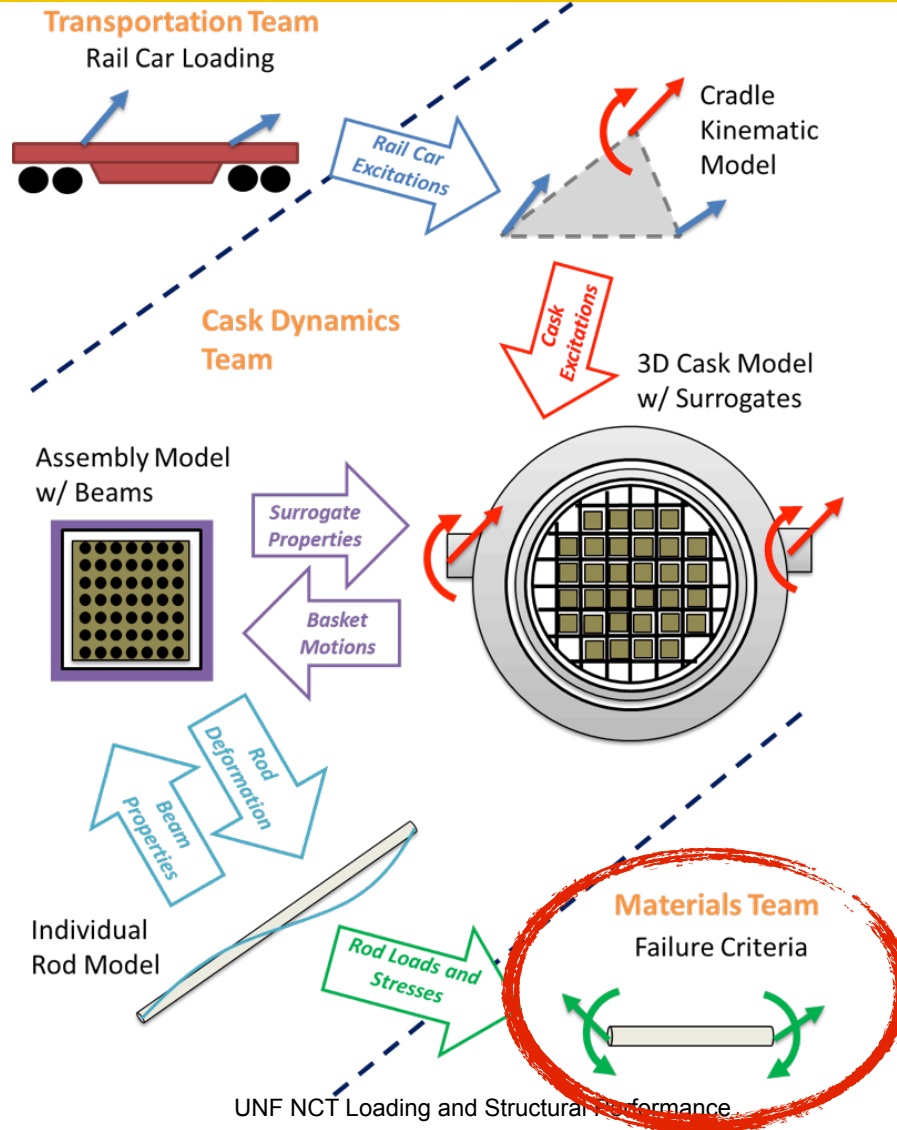 Transportation Team
Rail Car Loading
Rail Car
Excitations
Cradle
Kinematic
Model
Cask Dynamics
Team
Cask
Excitations
3D Cask Model
w/ Surrogates
Assembly Model
w/ Beams
Surrogate
Properties
Basket
Motions
Rod
Deformation
Beam
Properties
Individual
Rod Model
Rod Loads and
Stresses
Materials Team
Failure Criteria
UNF NCT Loading and Structural Performance